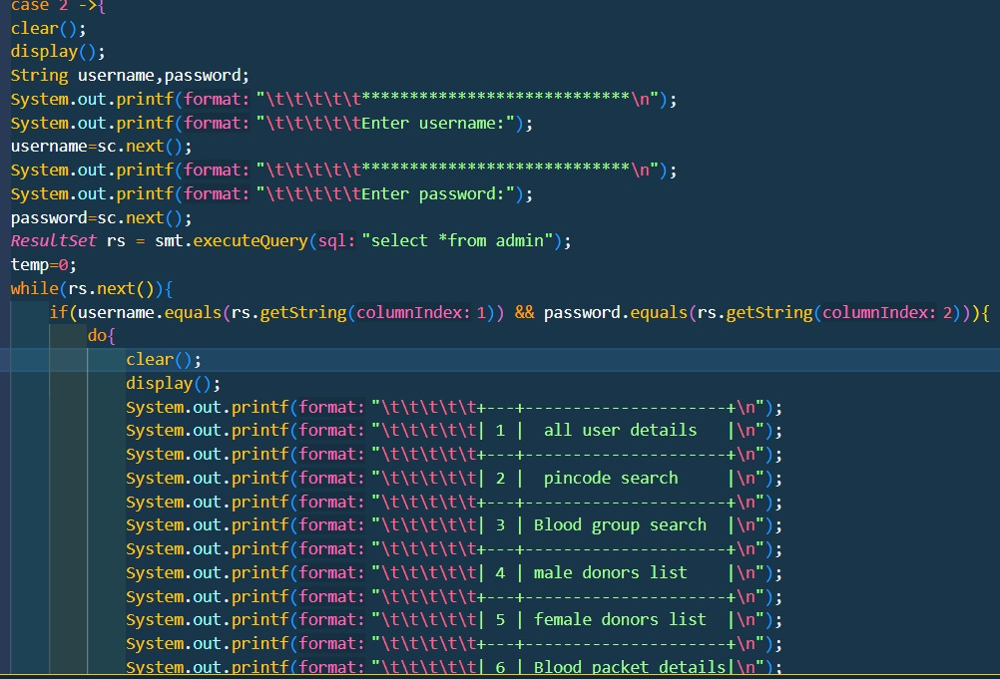 case 2 ->{
clear();
display();
String username,password;
System.out.printf(format: "\t\t\t\t\t****************************\n");
System.out.printf(format: "\t\t\t\t\tEnter username:");
username=sc.next();
System.out.printf(format: "\t\t\t\t\t****************************\n");
System.out.printf(format: "\t\t\t\t\tEnter password:");
password=sc.next();
ResultSet rs = smt.executeQuery(sql: "select *from admin");
temp=0;
while(rs.next()){
if(username.equals(rs.getString(columnIndex: 1)) && password.equals(rs.getString(columnIndex: 2))){
do{
clear();
display();
System.out.printf(format: "\t\t\t\t\t+---+---------------------+\n");
System.out.printf(format: "\t\t\t\t\t| 1 |  all user details   |\n");
System.out.printf(format: "\t\t\t\t\t+---+---------------------+\n");
System.out.printf(format: "\t\t\t\t\t| 2 |  pincode search     |\n");
System.out.printf(format: "\t\t\t\t\t+---+---------------------+\n");
System.out.printf(format: "\t\t\t\t\t| 3 | Blood group search  |\n");
System.out.printf(format: "\t\t\t\t\t+---+---------------------+\n");
System.out.printf(format: "\t\t\t\t\t| 4 | male donors list    |\n");
System.out.printf(format: "\t\t\t\t\t+---+---------------------+\n");
System.out.printf(format: "\t\t\t\t\t| 5 | female donors list  |\n");
System.out.printf(format: "\t\t\t\t\t+---+---------------------+\n");
System.out.printf(format: "\t\t\t\t\t| 6 | Blood packet details|\n");